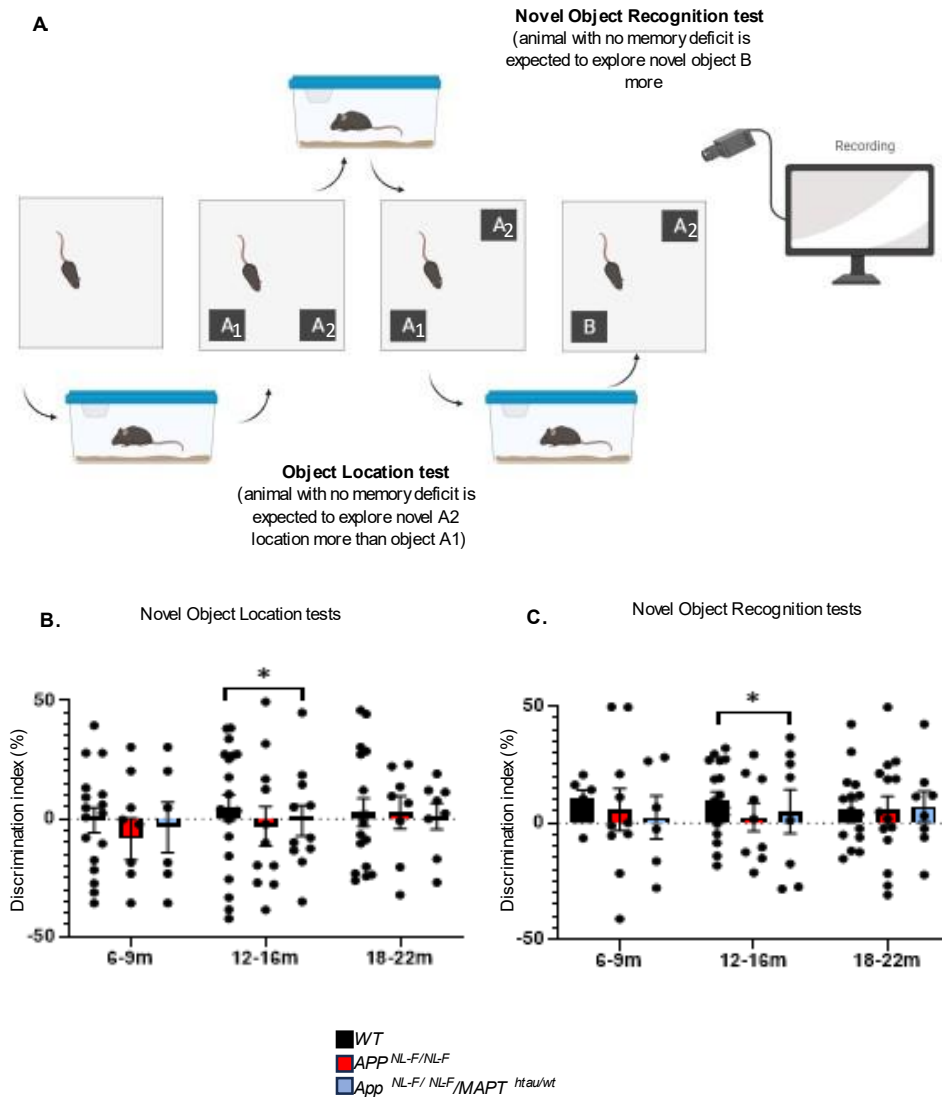 A.
Novel Object Recognition test
(animal with no memory deficit is
expected to explore novel object B
more
Recording
A1
A2
A1
A2
B
A2
Object Location test
(animal with no memory deficit is
expected to explore novel A2
location more than object A1)
B.
Novel Object Location tests
Discrimination index (%)
50
0
-50
*
6-9m
12-16m
18-22m
C.
Novel Object Recognition tests
Discrimination index (%)
50
0
-50
*
6-9m
12-16m
18-22m
WT
APP NL-F/NL-F
App NL-F/ NL-F/MAPT htau/wt